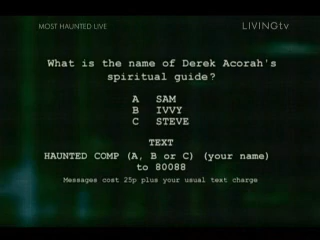 MOST HAUNTED LIVE
LIVINGtv
What is the name of Derek Acorah's
spiritual guide?
A SAM
B IVVY
C STEVE
TEXT
HAUNTED COMP (A, B or C) (your name)
to 80088
Messages cost 25p plus your usual text charge